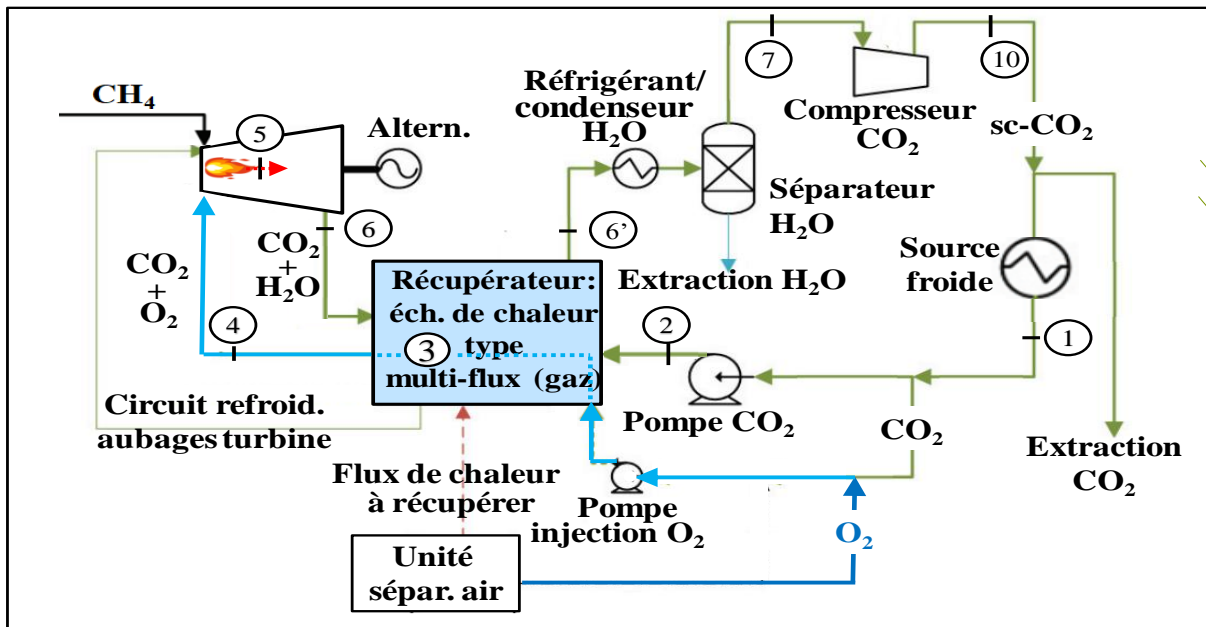 CH4
5
Altern.
6
CO2
+
H2O
CO2
+
O2
4
Circuit refroid.
aubages turbine
Récupérateur:
éch. de chaleur
type
multi-flux (gaz)
3
Réfrigérant/
condenseur
H2O
6’
7
Compresseur
CO2
10
sc-CO2
Séparateur
H2O
Extraction H2O
Source
froide
1
2
Pompe CO2
CO2
Extraction
CO2
Flux de chaleur
à récupérer
Pompe
injection O2
O2
Unité
sépar. air